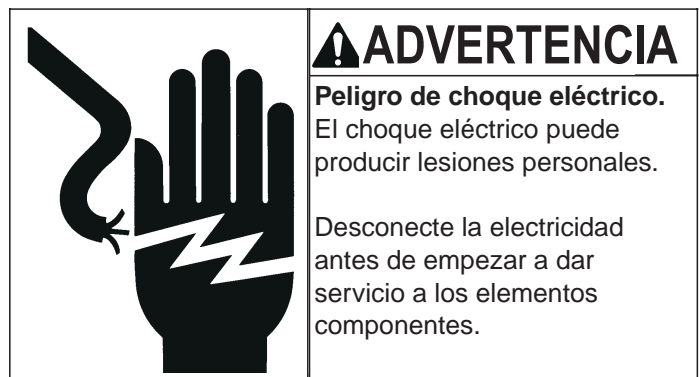 ADVERTENCIA
Peligro de choque eléctrico.
El choque eléctrico puede
producir lesiones personales.
Desconecte la electricidad
antes de empezar a dar
servicio a los elementos
componentes.